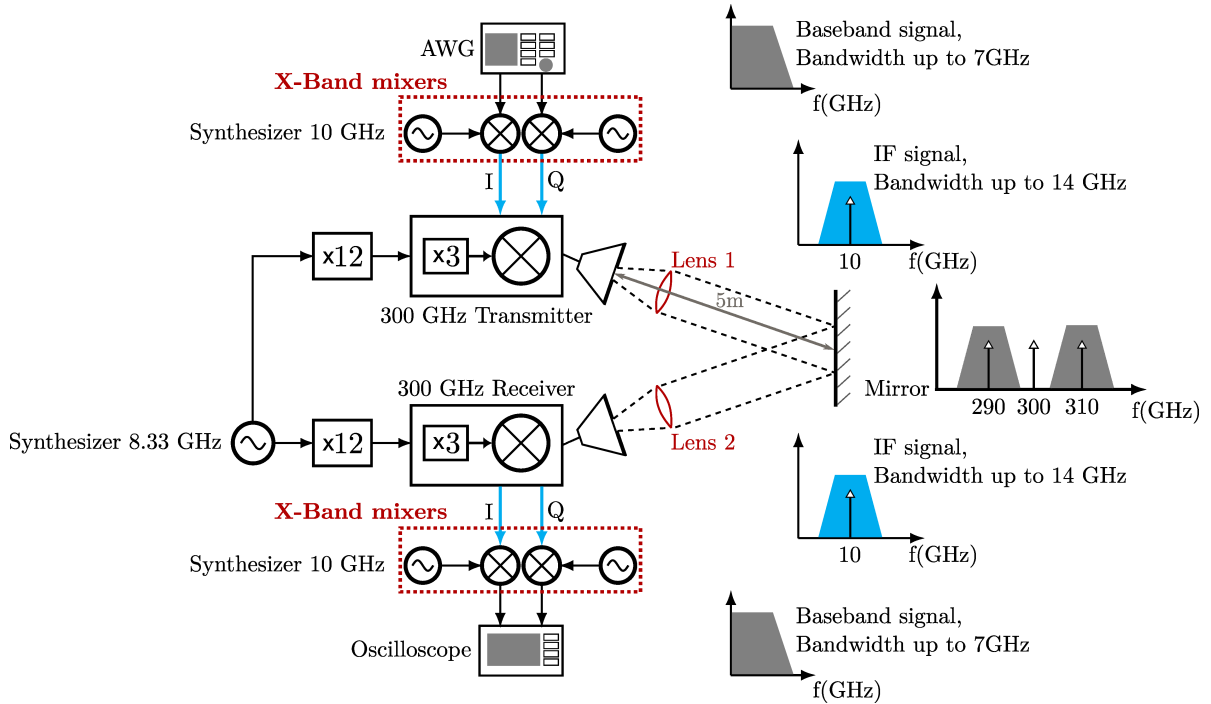 AWG
X-Band mixers
Synthesizer 10 GHz
I
Q
x12
x3
300 GHz Transmitter
Lens 1
5m
Mirror
300 GHz Receiver
Synthesizer 8.33 GHz
x12
x3
Lens 2
X-Band mixers
I
Q
Synthesizer 10 GHz
Oscilloscope
Baseband signal,
Bandwidth up to 7GHz
f(GHz)
IF signal,
Bandwidth up to 14 GHz
10
f(GHz)
290
300
310
f(GHz)
IF signal,
Bandwidth up to 14 GHz
10
f(GHz)
Baseband signal,
Bandwidth up to 7GHz
f(GHz)